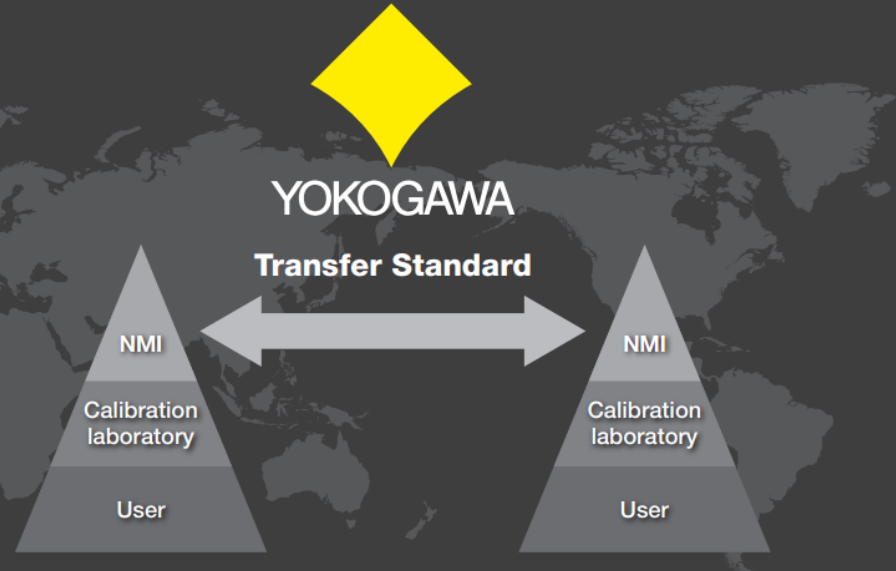 YOKOGAWA
Transfer Standard
NMI
Calibration
laboratory
User
NMI
Calibration
laboratory
User